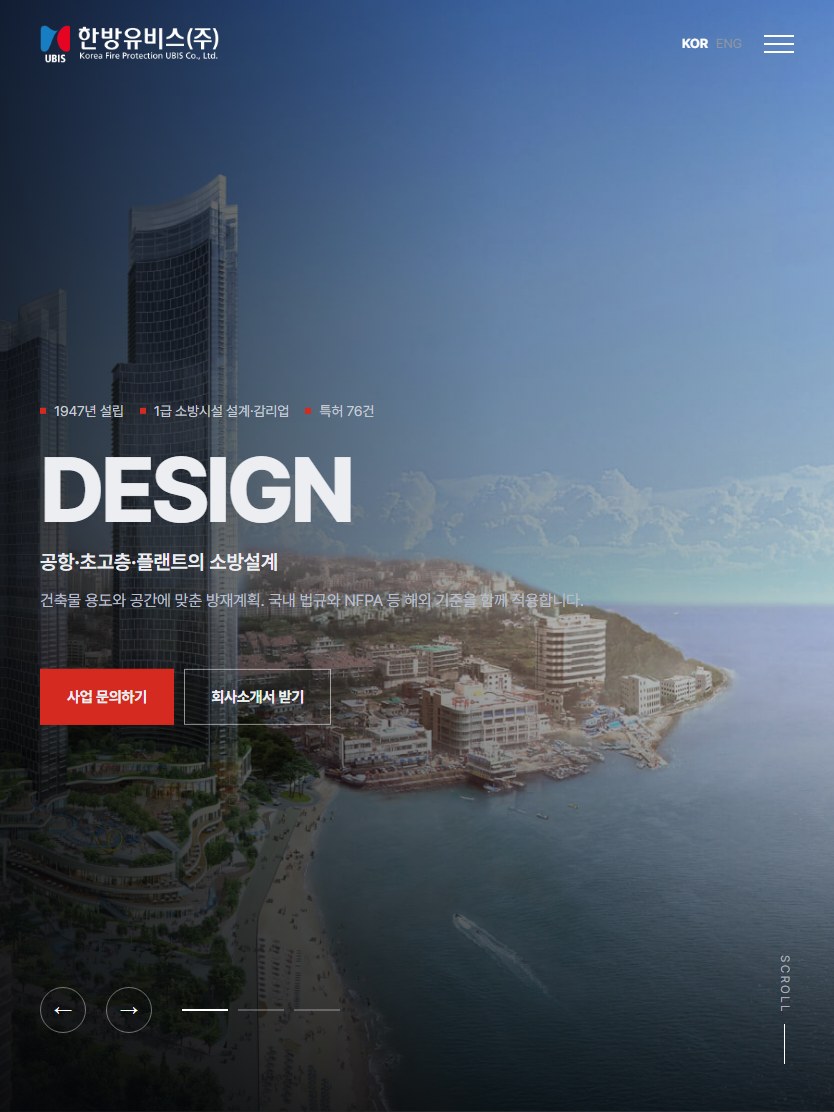 한방유비스(주)
UBIS Korea Fire Protection UBIS Co., Ltd.
KOR ENG
1947년 설립 1급 소방시설 설계·감리업 특허 76건
DESIGN
공항·초고층·플랜트의 소방설계
건축물 용도와 공간에 맞춘 방재계획. 국내 법규와 NFPA 등 해외 기준을 함께 적용합니다.
사업 문의하기 회사소개서 받기
← →
SCROLL